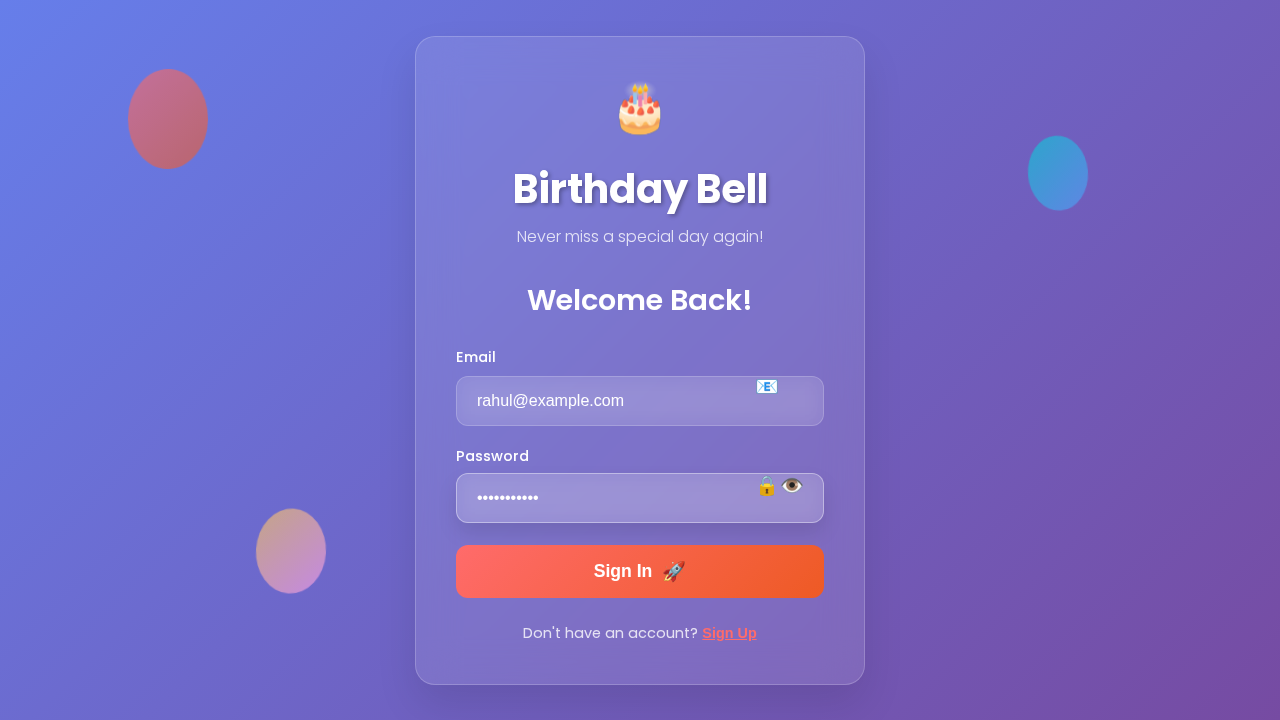 Birthday Bell
Never miss a special day again!
Welcome Back!
Email
rahul@example.com
Password
•••••••••••
Sign In 🚀
Don't have an account? Sign Up